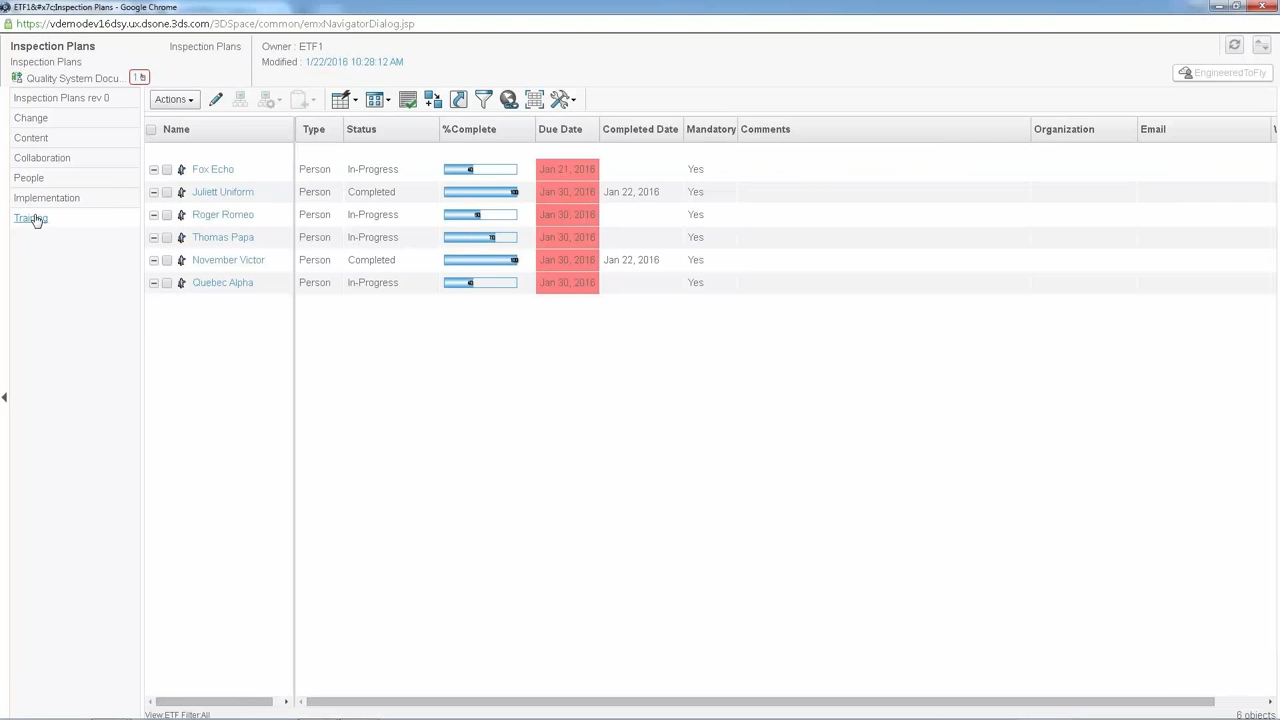 ETF1&#x7c;Inspection Plans - Google Chrome
https://vdemodev16dsy.ux.dsone.3ds.com/3DSpace/common/emxNavigatorDialog.jsp
Inspection Plans
Inspection Plans
Quality System Docu... 1
Inspection Plans
Owner : ETF1
Modified : 1/22/2016 10:28:12 AM
EngineeredToFly
Inspection Plans rev 0
Change
Content
Collaboration
People
Implementation
Training
Actions
Name Type Status %Complete Due Date Completed Date Mandatory Comments Organization Email
Fox Echo Person In-Progress Jan 21, 2016 Yes
Juliett Uniform Person Completed Jan 30, 2016 Jan 22, 2016 Yes
Roger Romeo Person In-Progress Jan 30, 2016 Yes
Thomas Papa Person In-Progress Jan 30, 2016 Yes
November Victor Person Completed Jan 30, 2016 Jan 22, 2016 Yes
Quebec Alpha Person In-Progress Jan 30, 2016 Yes
View:ETF Filter:All
6 objects